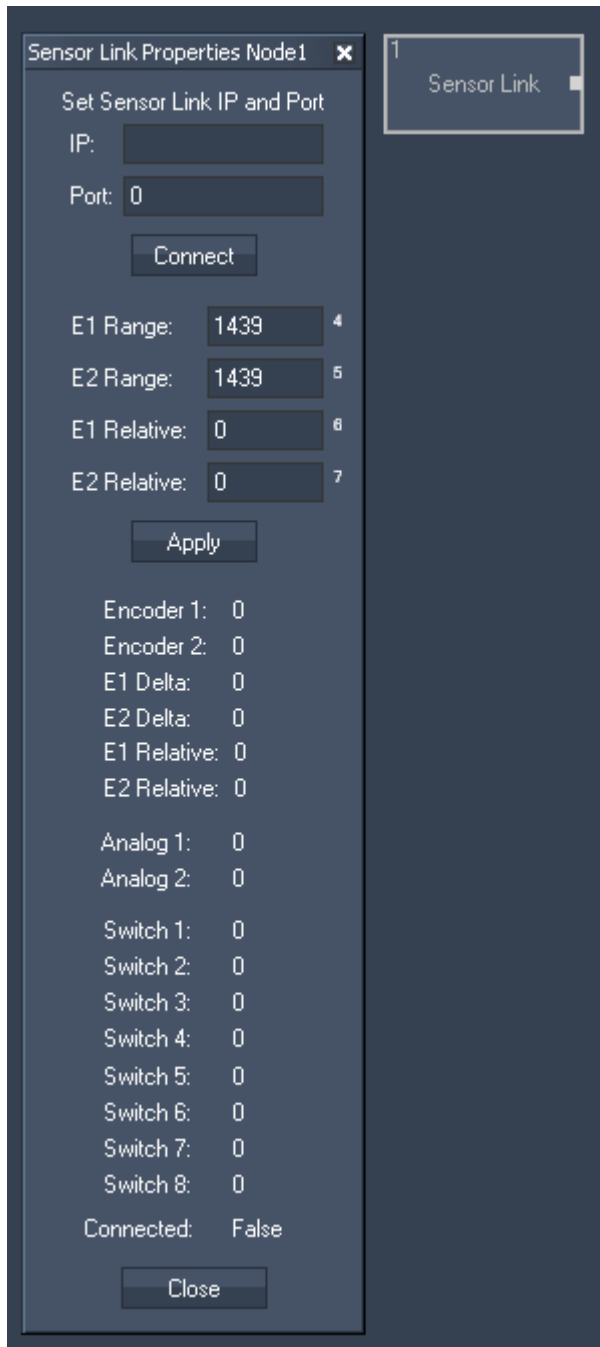 Sensor Link Properties Node1 x
1
Sensor Link
Set Sensor Link IP and Port
IP:
Port: 0
Connect
E1 Range: 1439 4
E2 Range: 1439 5
E1 Relative: 0 6
E2 Relative: 0 7
Apply
Encoder 1: 0
Encoder 2: 0
E1 Delta: 0
E2 Delta: 0
E1 Relative: 0
E2 Relative: 0
Analog 1: 0
Analog 2: 0
Switch 1: 0
Switch 2: 0
Switch 3: 0
Switch 4: 0
Switch 5: 0
Switch 6: 0
Switch 7: 0
Switch 8: 0
Connected: False
Close